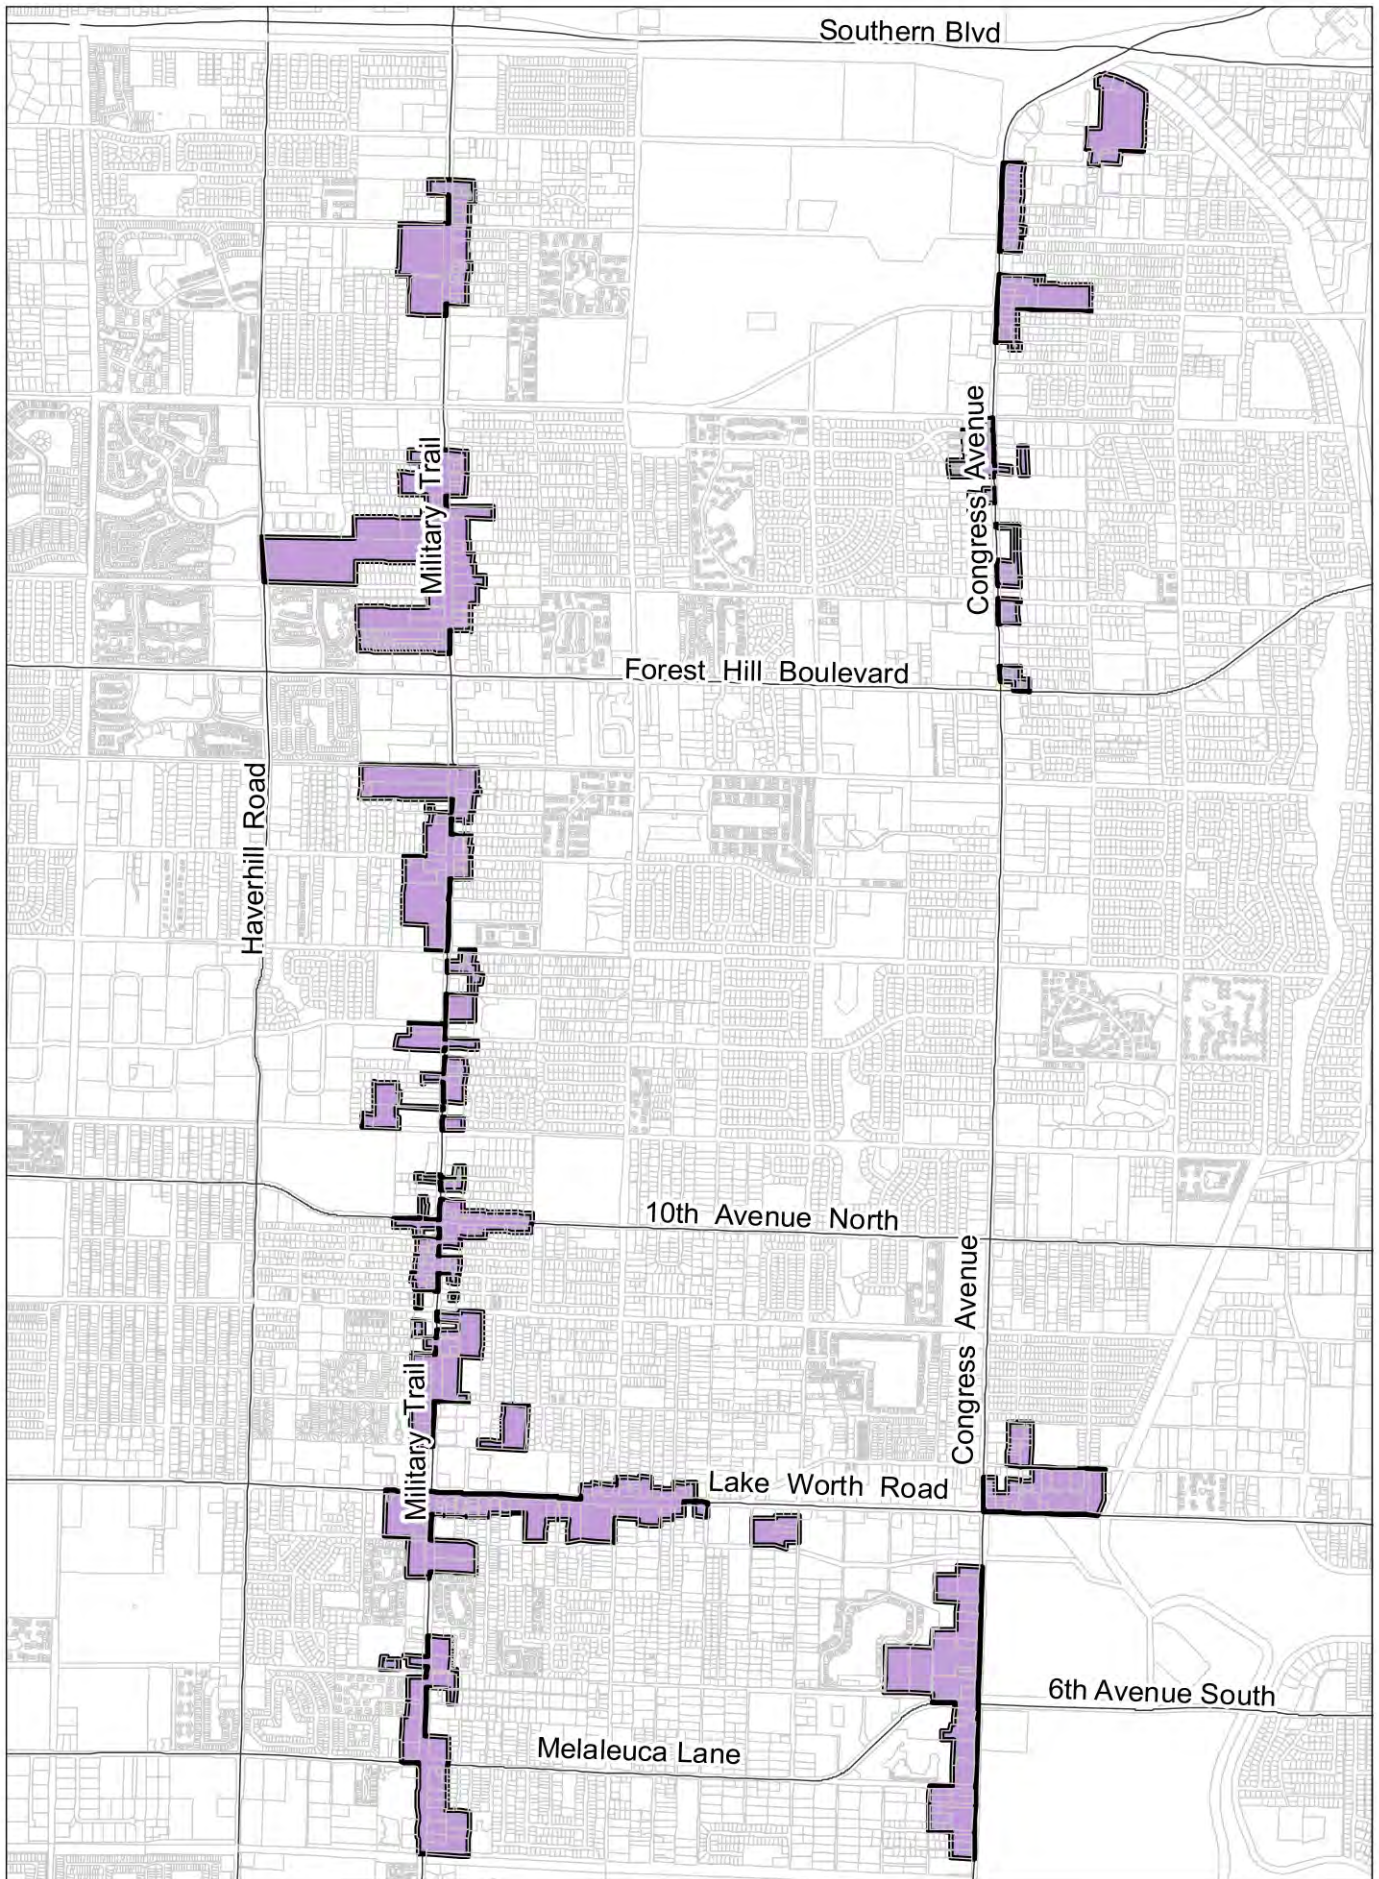 Southern Blvd
Congress Avenue
Military Trail
Forest Hill Boulevard
Haverhill Road
10th Avenue North
Congress Avenue
Military Trail
Lake Worth Road
6th Avenue South
Melaleuca Lane